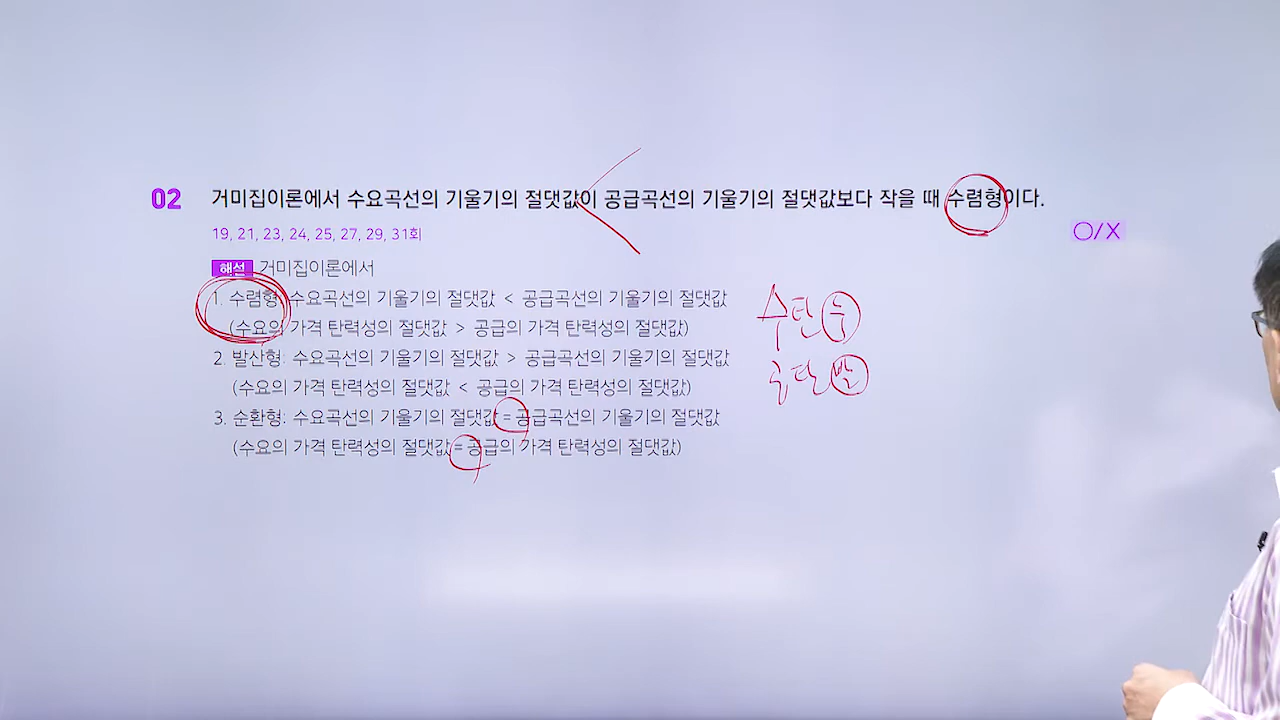 02 거미집이론에서 수요곡선의 기울기의 절댓값이 공급곡선의 기울기의 절댓값보다 작을 때 수렴형이다.
19, 21, 23, 24, 25, 27, 29, 31회
O/X
해설 거미집이론에서
1. 수렴형: 수요곡선의 기울기의 절댓값 < 공급곡선의 기울기의 절댓값
(수요의 가격 탄력성의 절댓값 > 공급의 가격 탄력성의 절댓값)
2. 발산형: 수요곡선의 기울기의 절댓값 > 공급곡선의 기울기의 절댓값
(수요의 가격 탄력성의 절댓값 < 공급의 가격 탄력성의 절댓값)
3. 순환형: 수요곡선의 기울기의 절댓값 = 공급곡선의 기울기의 절댓값
(수요의 가격 탄력성의 절댓값 = 공급의 가격 탄력성의 절댓값)
<
수탄수
공탄발